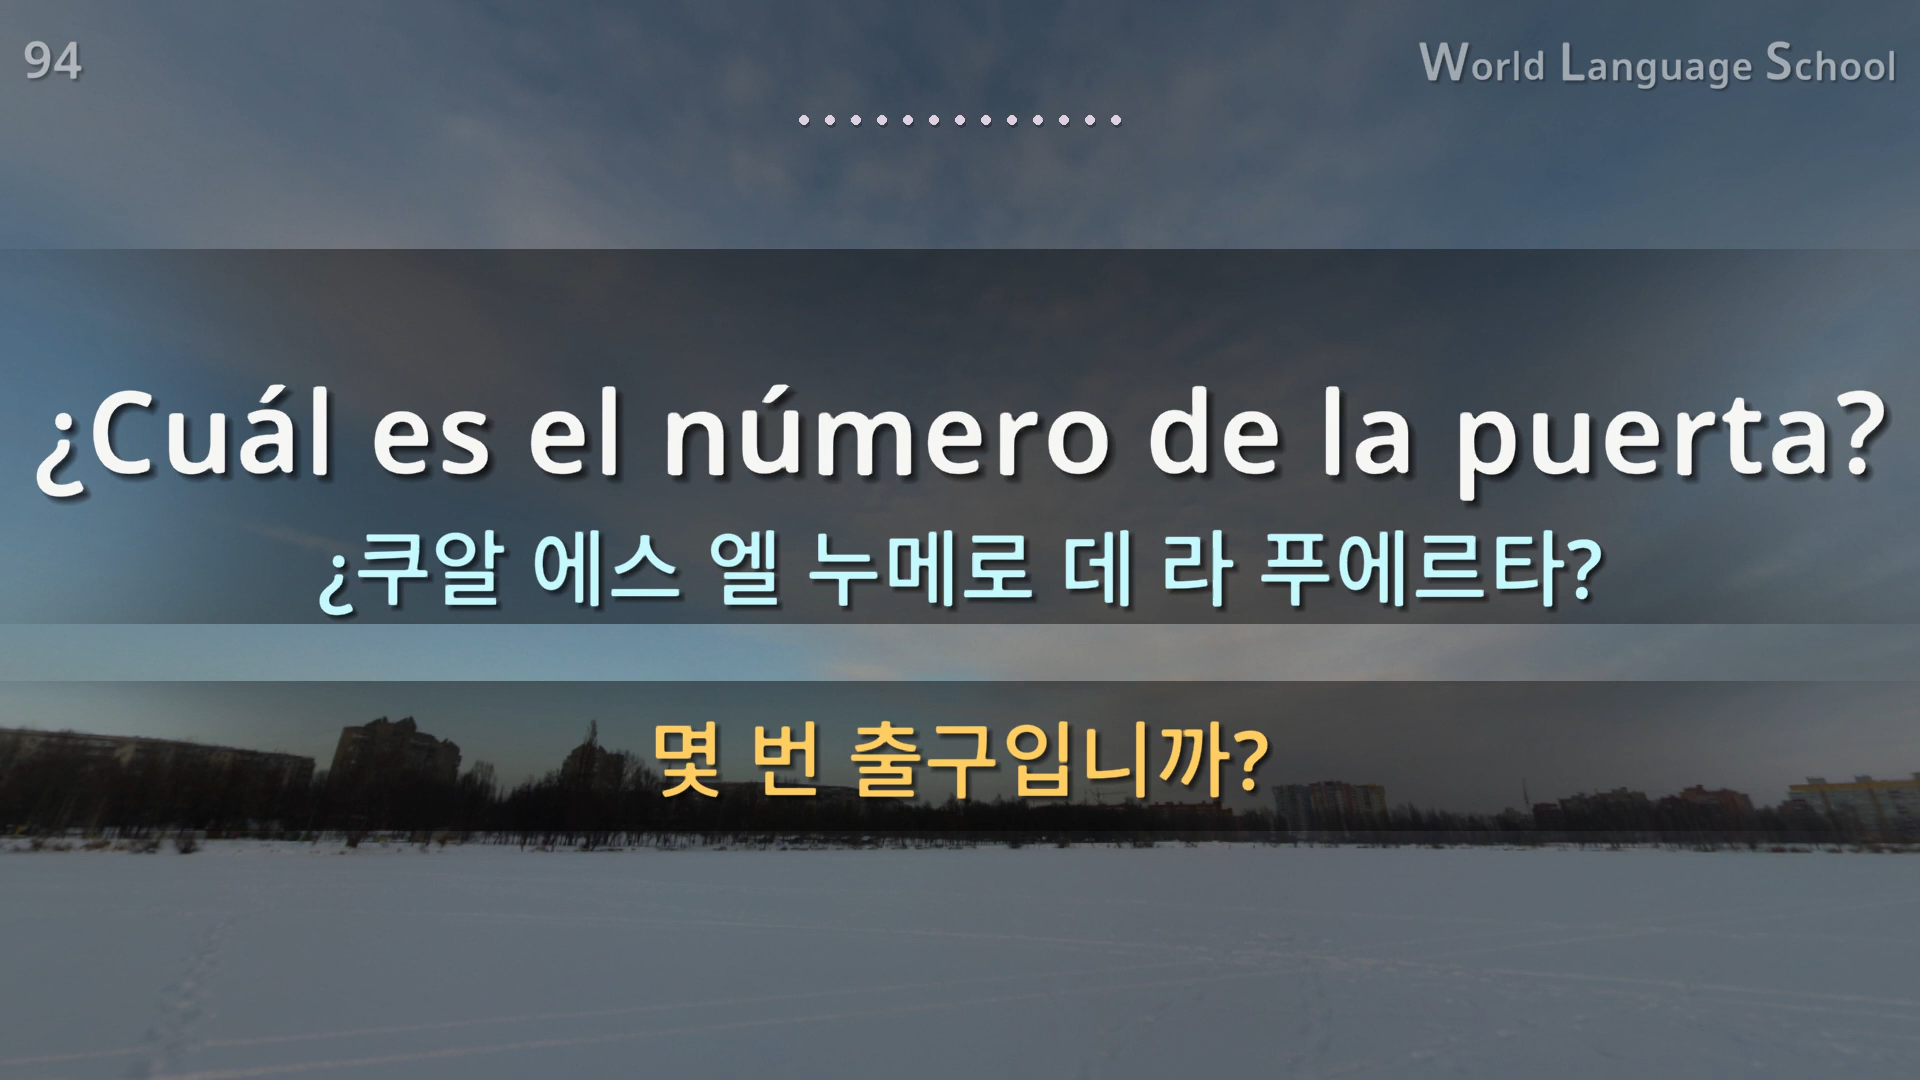 94
World Language School
¿Cuál es el número de la puerta?
¿쿠알 에스 엘 누메로 데 라 푸에르타?
몇 번 출구입니까?